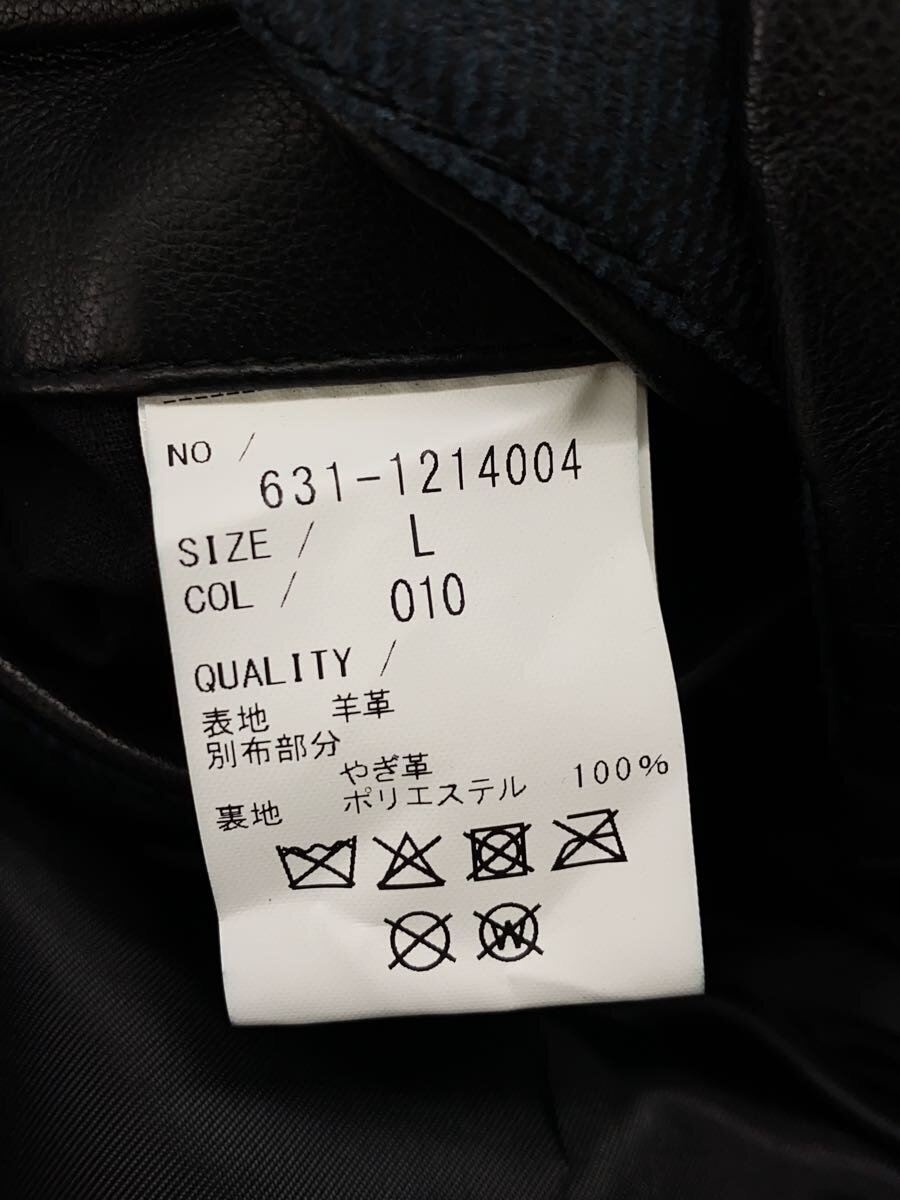 NO /
631-1214004
SIZE / L
COL / 010
QUALITY /
表地 羊革
別布部分
やぎ革
裏地 ポリエステル 100%
W